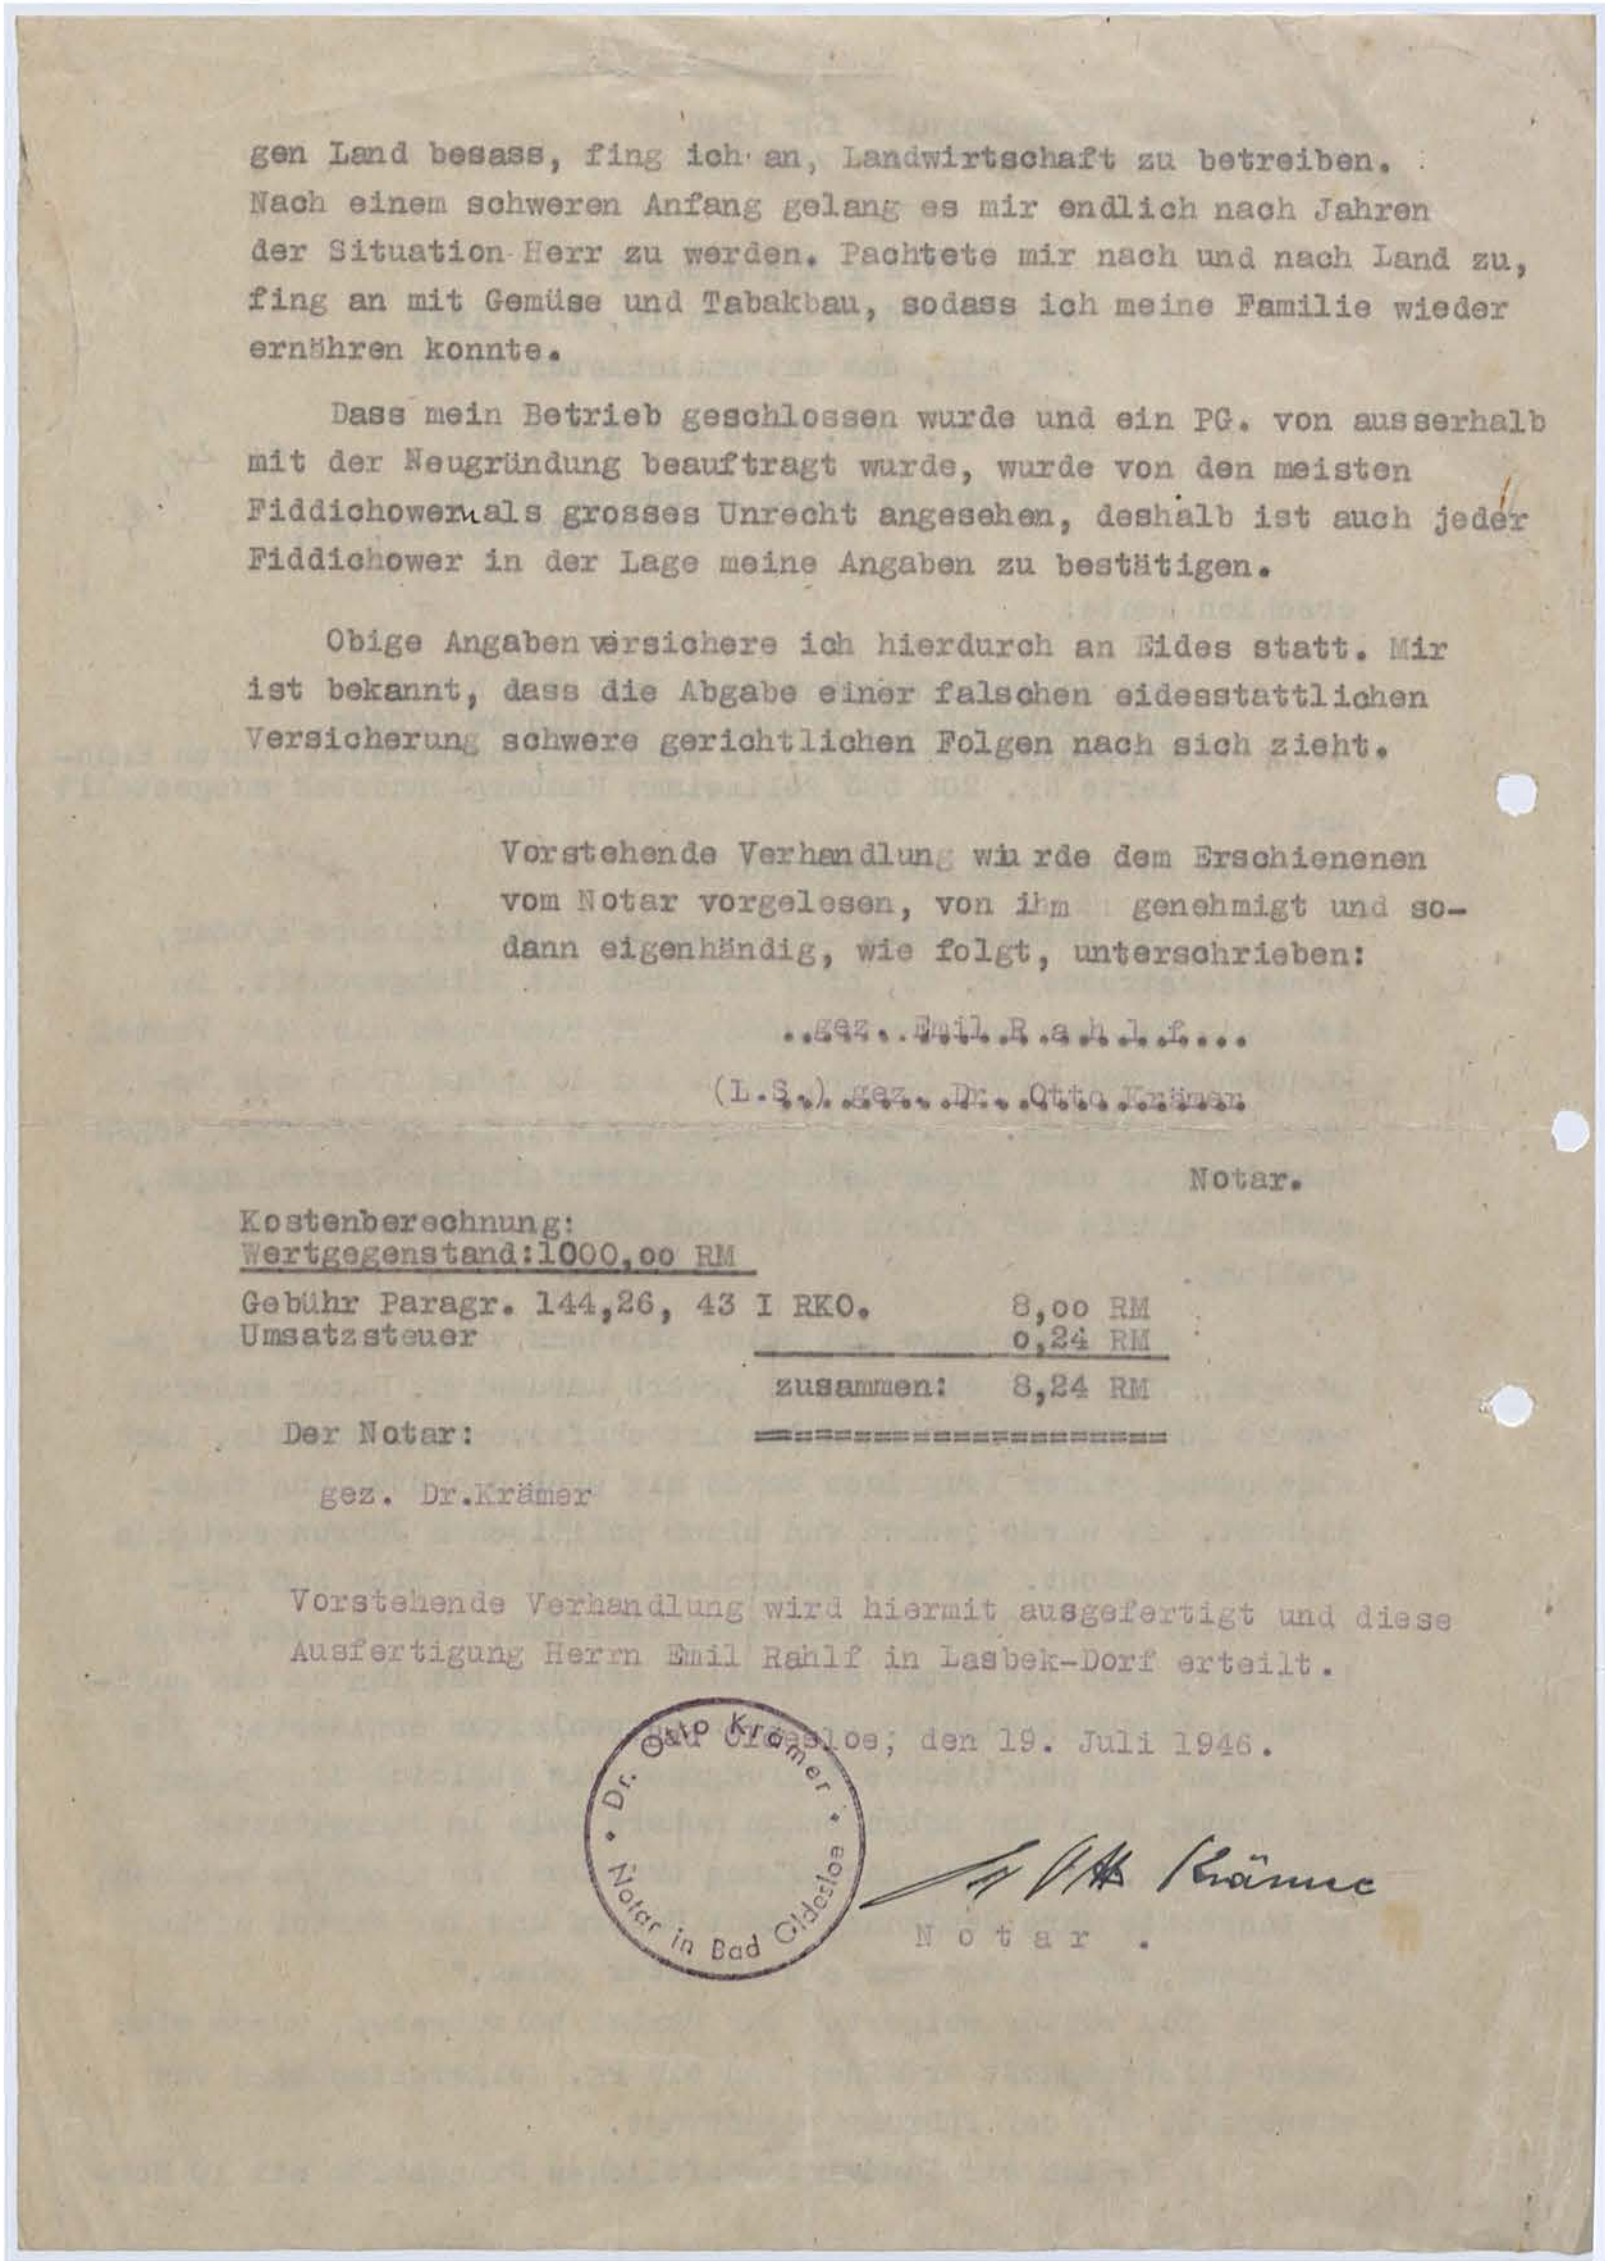 gen Land besass, fing ich an, Landwirtschaft zu betreiben.
Nach einem schweren Anfang gelang es mir endlich nach Jahren
der Situation Herr zu werden. Pachtete mir nach und nach Land zu,
fing an mit Gemüse und Tabakbau, sodass ich meine Familie wieder
ernähren konnte.
Dass mein Betrieb geschlossen wurde und ein PG. von ausserhalb
mit der Neugründung beauftragt wurde, wurde von den meisten
Fiddichowern als grosses Unrecht angesehen, deshalb ist auch jeder
Fiddichower in der Lage meine Angaben zu bestätigen.
Obige Angaben versichere ich hierdurch an Eides statt. Mir
ist bekannt, dass die Abgabe einer falschen eidesstattlichen
Versicherung schwere gerichtlichen Folgen nach sich zieht.
Vorstehende Verhandlung wurde dem Erschienenen
vom Notar vorgelesen, von ihm genehmigt und so-
dann eigenhändig, wie folgt, unterschrieben:
..gez. Emil R a h l f....
(L.S.) gez. Dr. Otto Krämer
Notar.
Kostenberechnung:
Wertgegenstand:1000,oo RM
Gebühr Paragr. 144,26, 43 I RKO. 8,oo RM
Umsatzsteuer o,24 RM
zusammen: 8,24 RM
Der Notar: =====================
gez. Dr.Krämer
Vorstehende Verhandlung wird hiermit ausgefertigt und diese
Ausfertigung Herrn Emil Rahlf in Lasbek-Dorf erteilt.
Bad Oldesloe, den 19. Juli 1946.
Dr. Otto Krämer
Notar in Bad Oldesloe
Dr Otto Krämer
N o t a r .